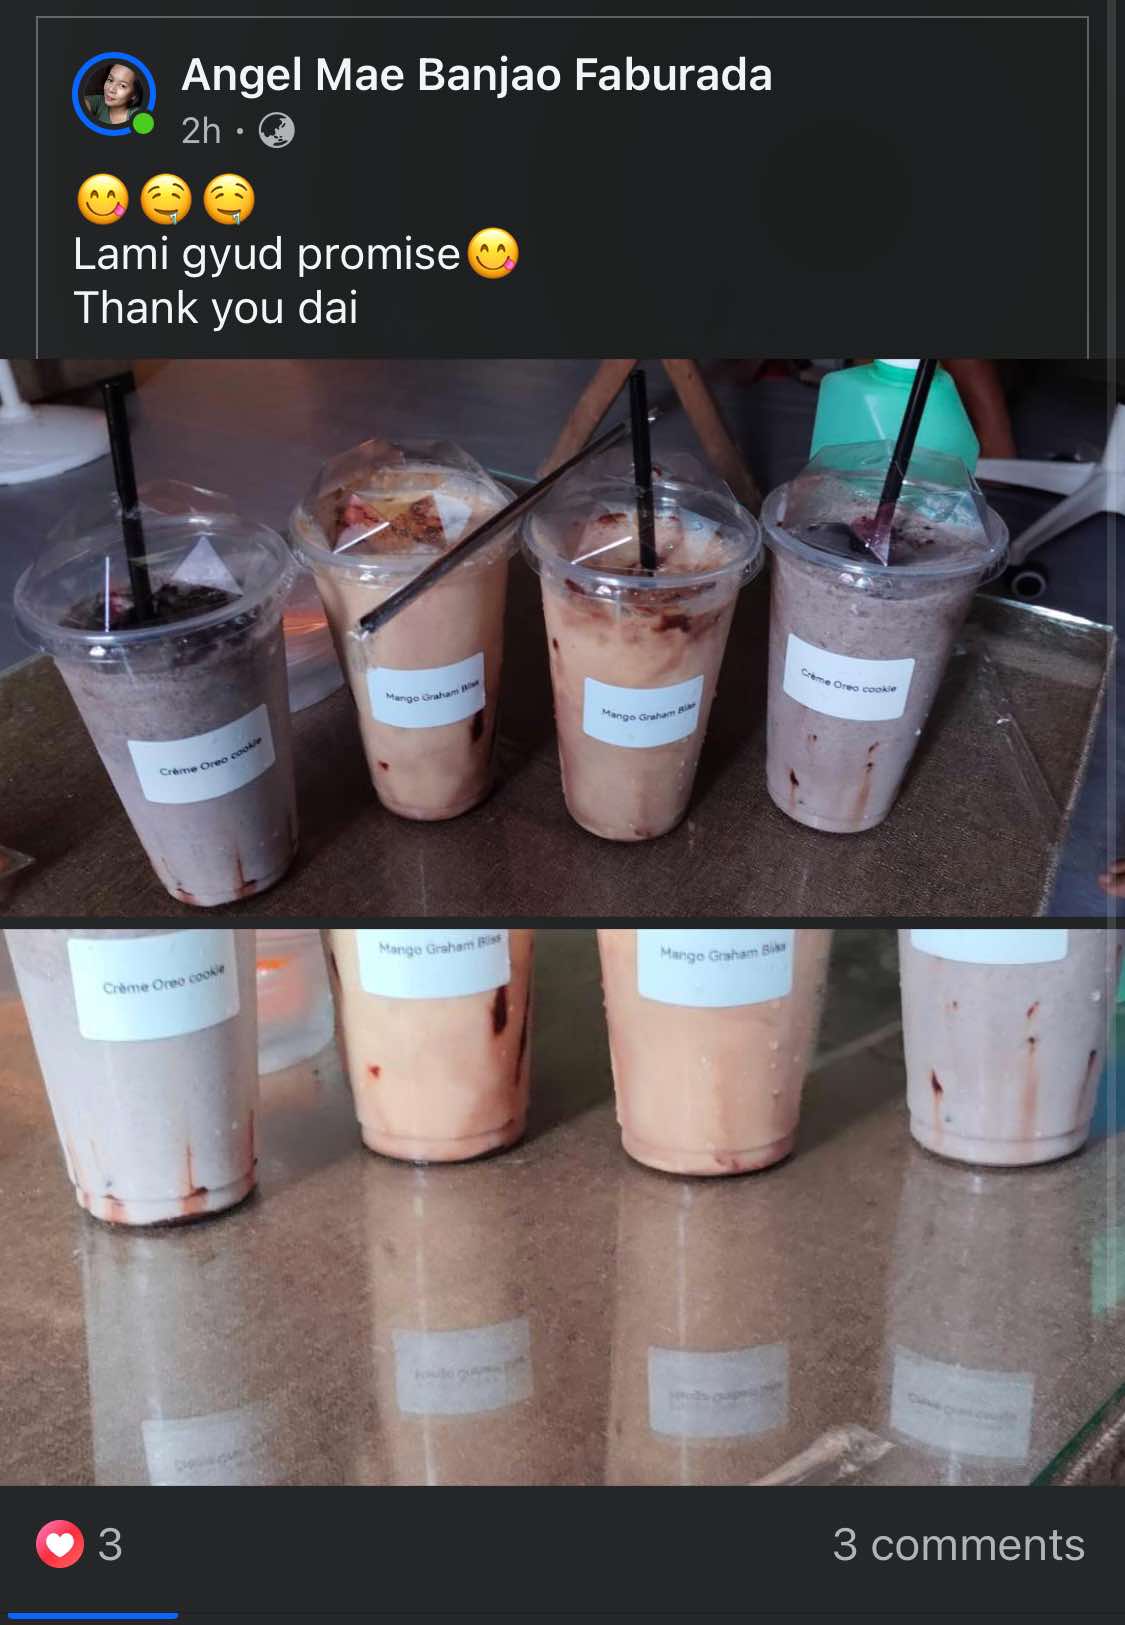 Angel Mae Banjao Faburada
2h ·
😋🤤🤤
Lami gyud promise😋
Thank you dai
Crème Oreo cookie
Mango Graham Bliss
Mango Graham Bliss
Crème Oreo cookie
Crème Oreo cookie
Mango Graham Bliss
Mango Graham Bliss
3
3 comments